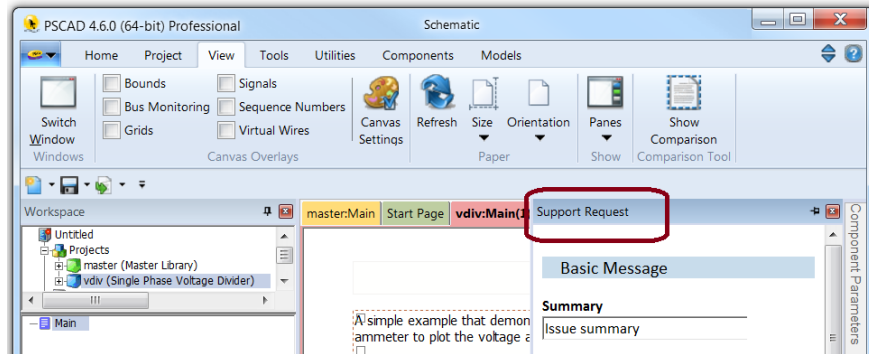 PSCAD 4.6.0 (64-bit) Professional
Schematic
Home Project View Tools Utilities Components Models
Bounds
Bus Monitoring
Grids
Signals
Sequence Numbers
Virtual Wires
Switch
Window
Canvas
Settings
Refresh
Size
Orientation
Panes
Show
Comparison
Windows
Canvas Overlays
Paper
Show
Comparison Tool
Workspace
master:Main
Start Page
vdiv:Main(1)
Support Request
Component Parameters
Untitled
Projects
master (Master Library)
vdiv (Single Phase Voltage Divider)
Main
A simple example that demon
ammeter to plot the voltage a
Basic Message
Summary
Issue summary